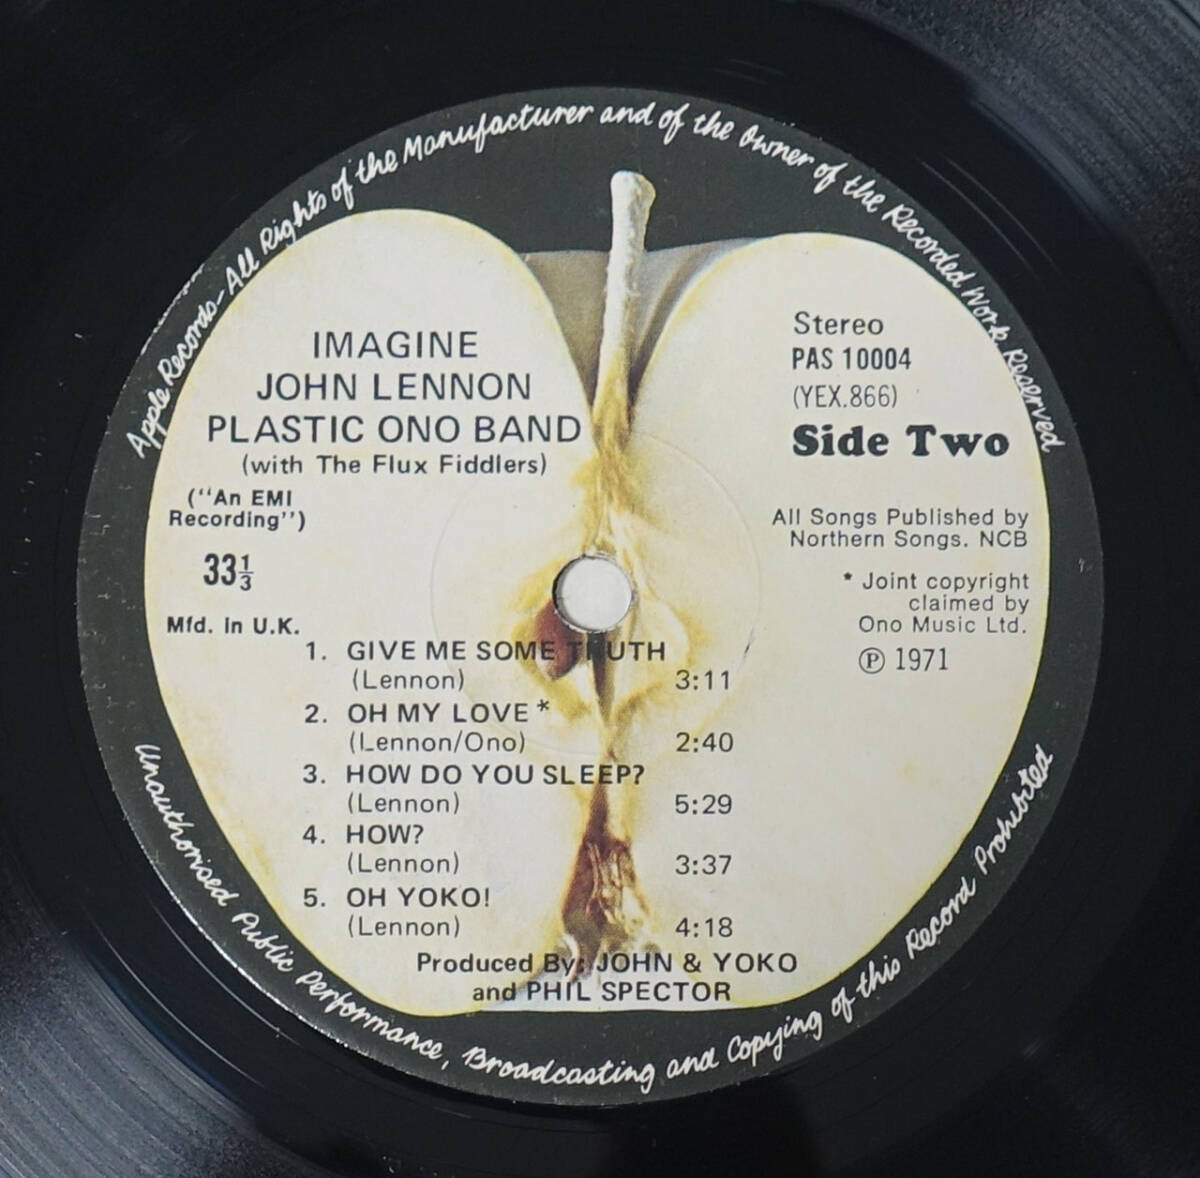 Apple Records-All Rights of the Manufacturer and of the Owner of the Recorded Work Reserved
IMAGINE
JOHN LENNON
PLASTIC ONO BAND
(with The Flux Fiddlers)
(“An EMI
Recording”)
33⅓
Mfd. In U.K.
Stereo
PAS 10004
(YEX.866)
Side Two
All Songs Published by
Northern Songs. NCB
* Joint copyright
claimed by
Ono Music Ltd.
℗ 1971
1. GIVE ME SOME TRUTH
(Lennon) 3:11
2. OH MY LOVE *
(Lennon/Ono) 2:40
3. HOW DO YOU SLEEP?
(Lennon) 5:29
4. HOW?
(Lennon) 3:37
5. OH YOKO!
(Lennon) 4:18
Produced By: JOHN & YOKO
and PHIL SPECTOR
Unauthorised Public Performance, Broadcasting and Copying of this Record Prohibited